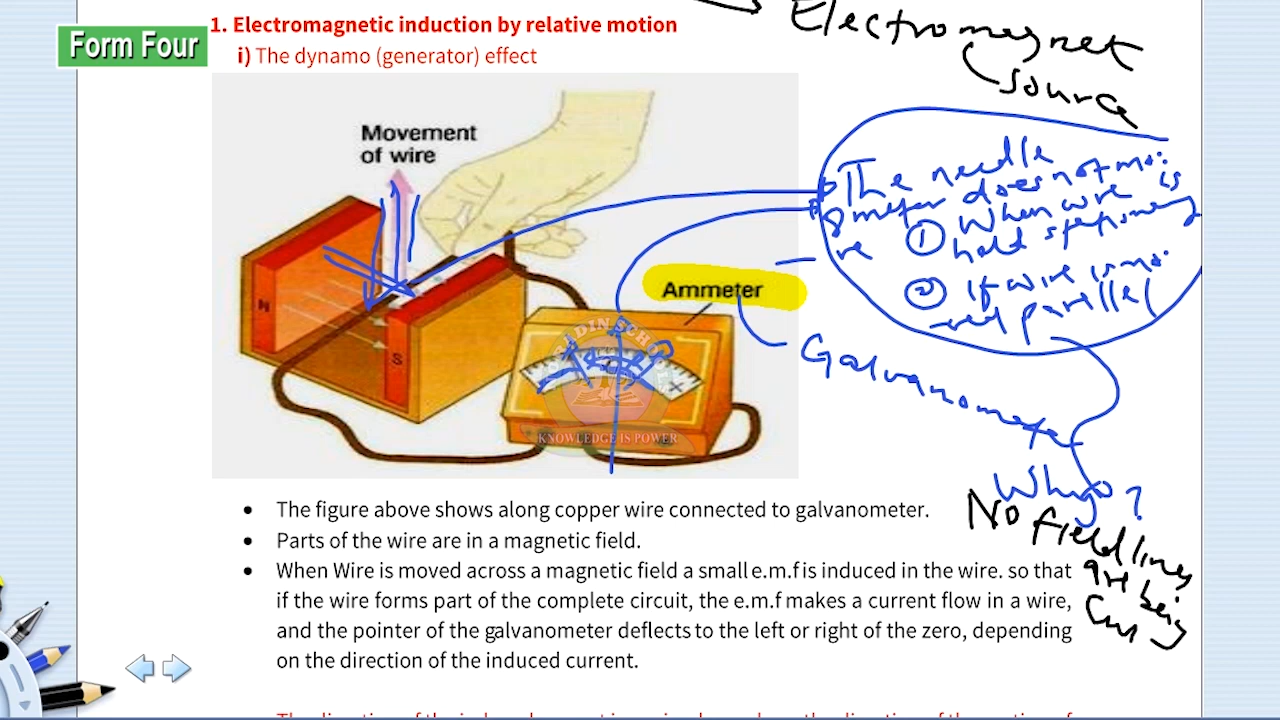 Form Four
1. Electromagnetic induction by relative motion
i) The dynamo (generator) effect
Electromagnet
source
Movement
of wire
N
S
Ammeter
KNOWLEDGE IS POWER
The needle
meter does not mo
① When wire is
hold stationary
② If wire is mo
ved parallel
Galvanometer
Why?
No field lines
are being
Cut
• The figure above shows along copper wire connected to galvanometer.
• Parts of the wire are in a magnetic field.
• When Wire is moved across a magnetic field a small e.m.f is induced in the wire. so that
if the wire forms part of the complete circuit, the e.m.f makes a current flow in a wire,
and the pointer of the galvanometer deflects to the left or right of the zero, depending
on the direction of the induced current.